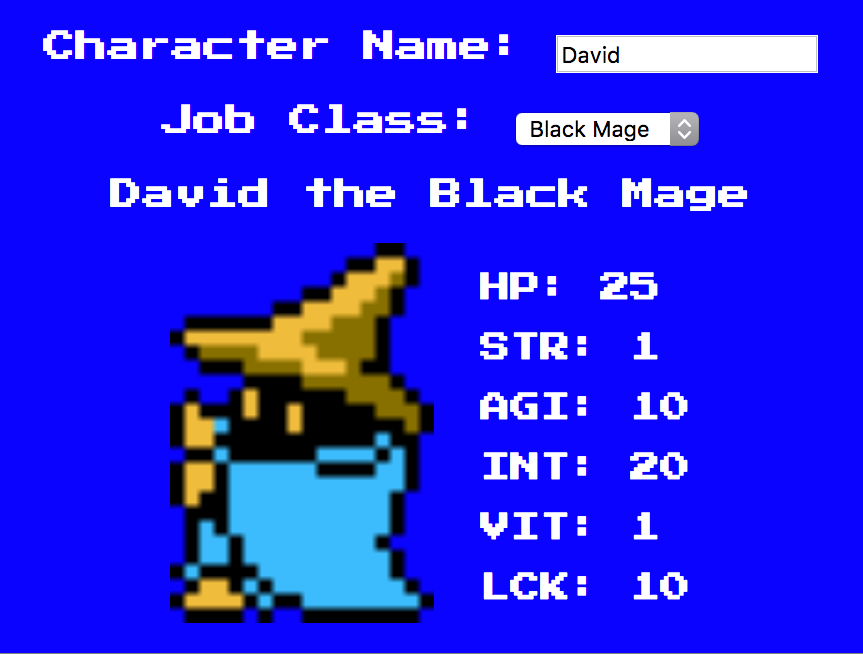 Character Name: David
Job Class: Black Mage
David the Black Mage
HP: 25
STR: 1
AGI: 10
INT: 20
VIT: 1
LCK: 10